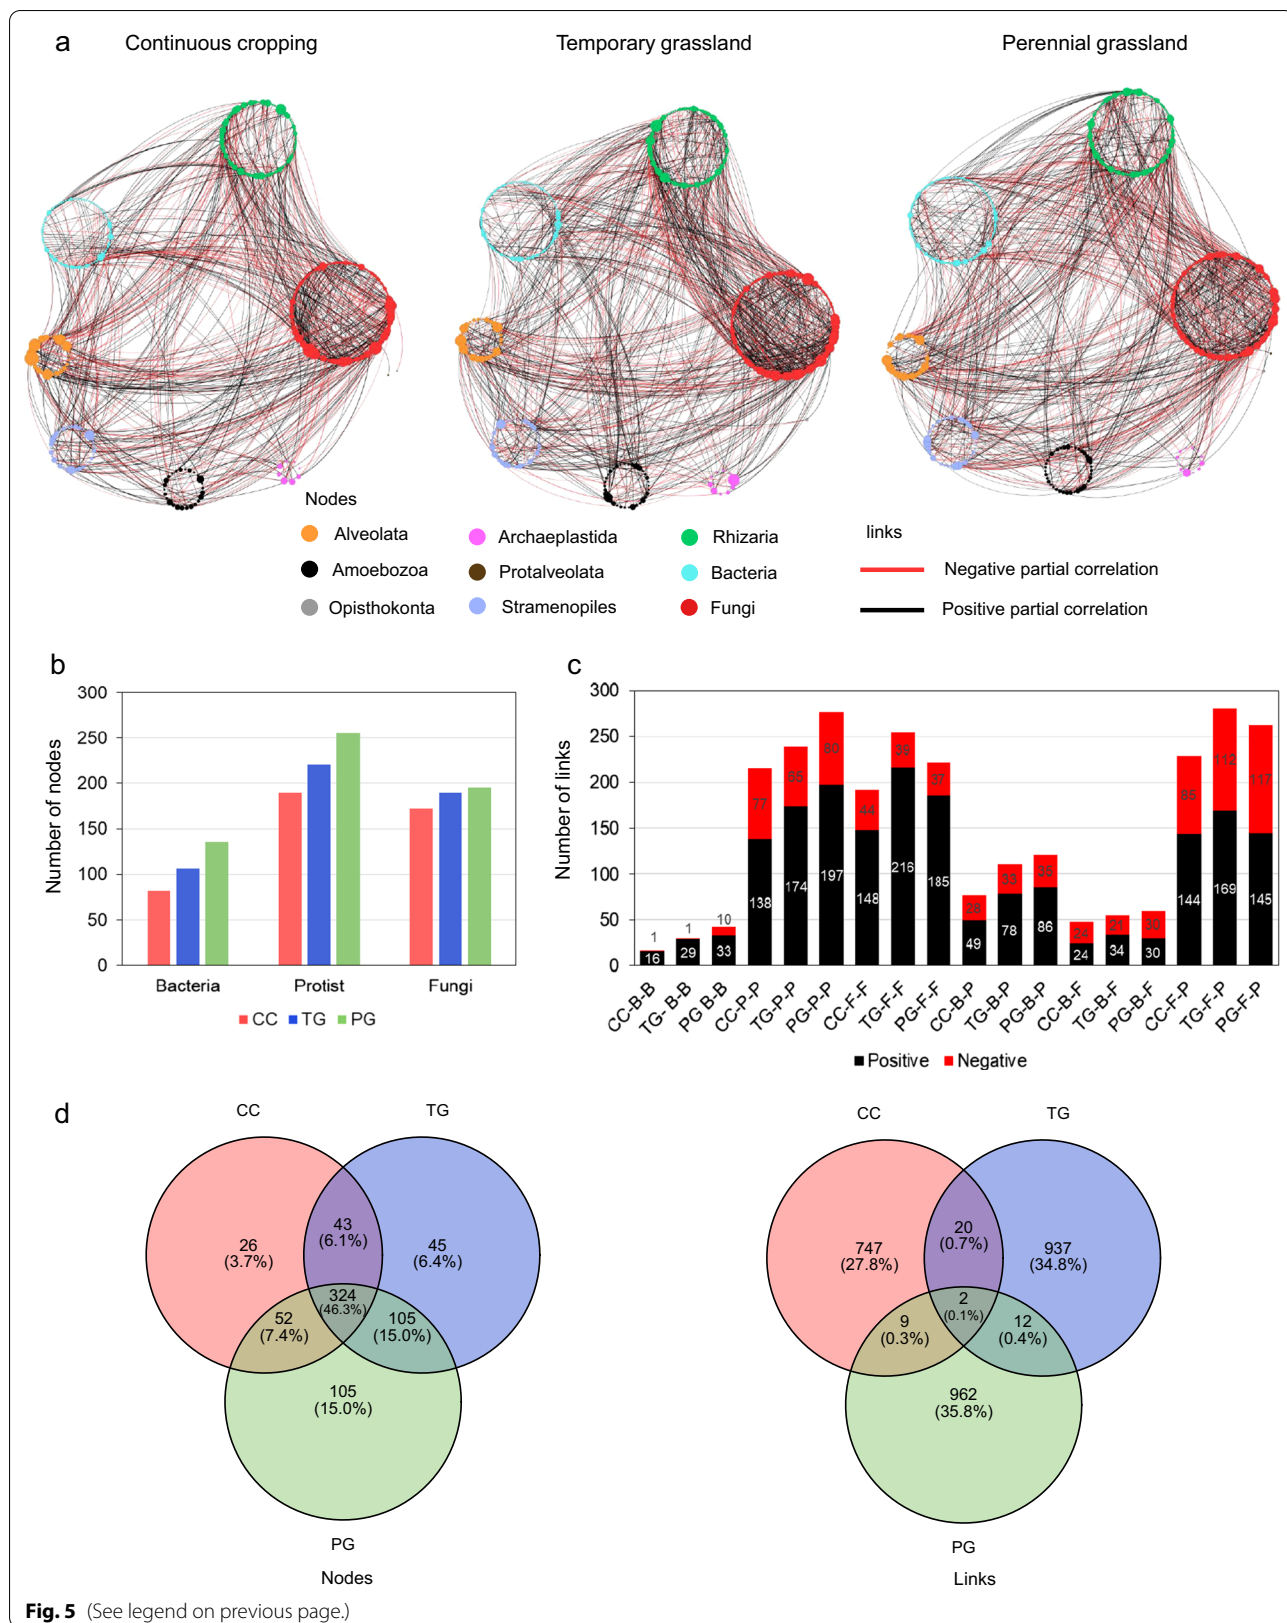 a
Continuous cropping
Temporary grassland
Perennial grassland
Nodes
Alveolata
Archaeplastida
Rhizaria
links
Amoebozoa
Protalveolata
Bacteria
Negative partial correlation
Opisthokonta
Stramenopiles
Fungi
Positive partial correlation
b
Number of nodes
300
250
200
150
100
50
0
Bacteria Protist Fungi
CC TG PG
c
Number of links
300
250
200
150
100
50
0
1 1 10 77 65 80 44 39 37 28 33 35 24 21 30 85 112 117
16 29 33 138 174 197 148 216 185 49 78 86 24 34 30 144 169 145
CC-B-B
TG- B-B
PG B-B
CC-P-P
TG-P-P
PG-P-P
CC-F-F
TG-F-F
PG-F-F
CC-B-P
TG-B-P
PG-B-P
CC-B-F
TG-B-F
PG-B-F
CC-F-P
TG-F-P
PG-F-P
Positive Negative
d
CC
TG
26
(3.7%)
43
(6.1%)
45
(6.4%)
324
(46.3%)
52
(7.4%)
105
(15.0%)
105
(15.0%)
PG
Nodes
CC
TG
747
(27.8%)
20
(0.7%)
937
(34.8%)
2
(0.1%)
9
(0.3%)
12
(0.4%)
962
(35.8%)
PG
Links
Fig. 5 (See legend on previous page.)